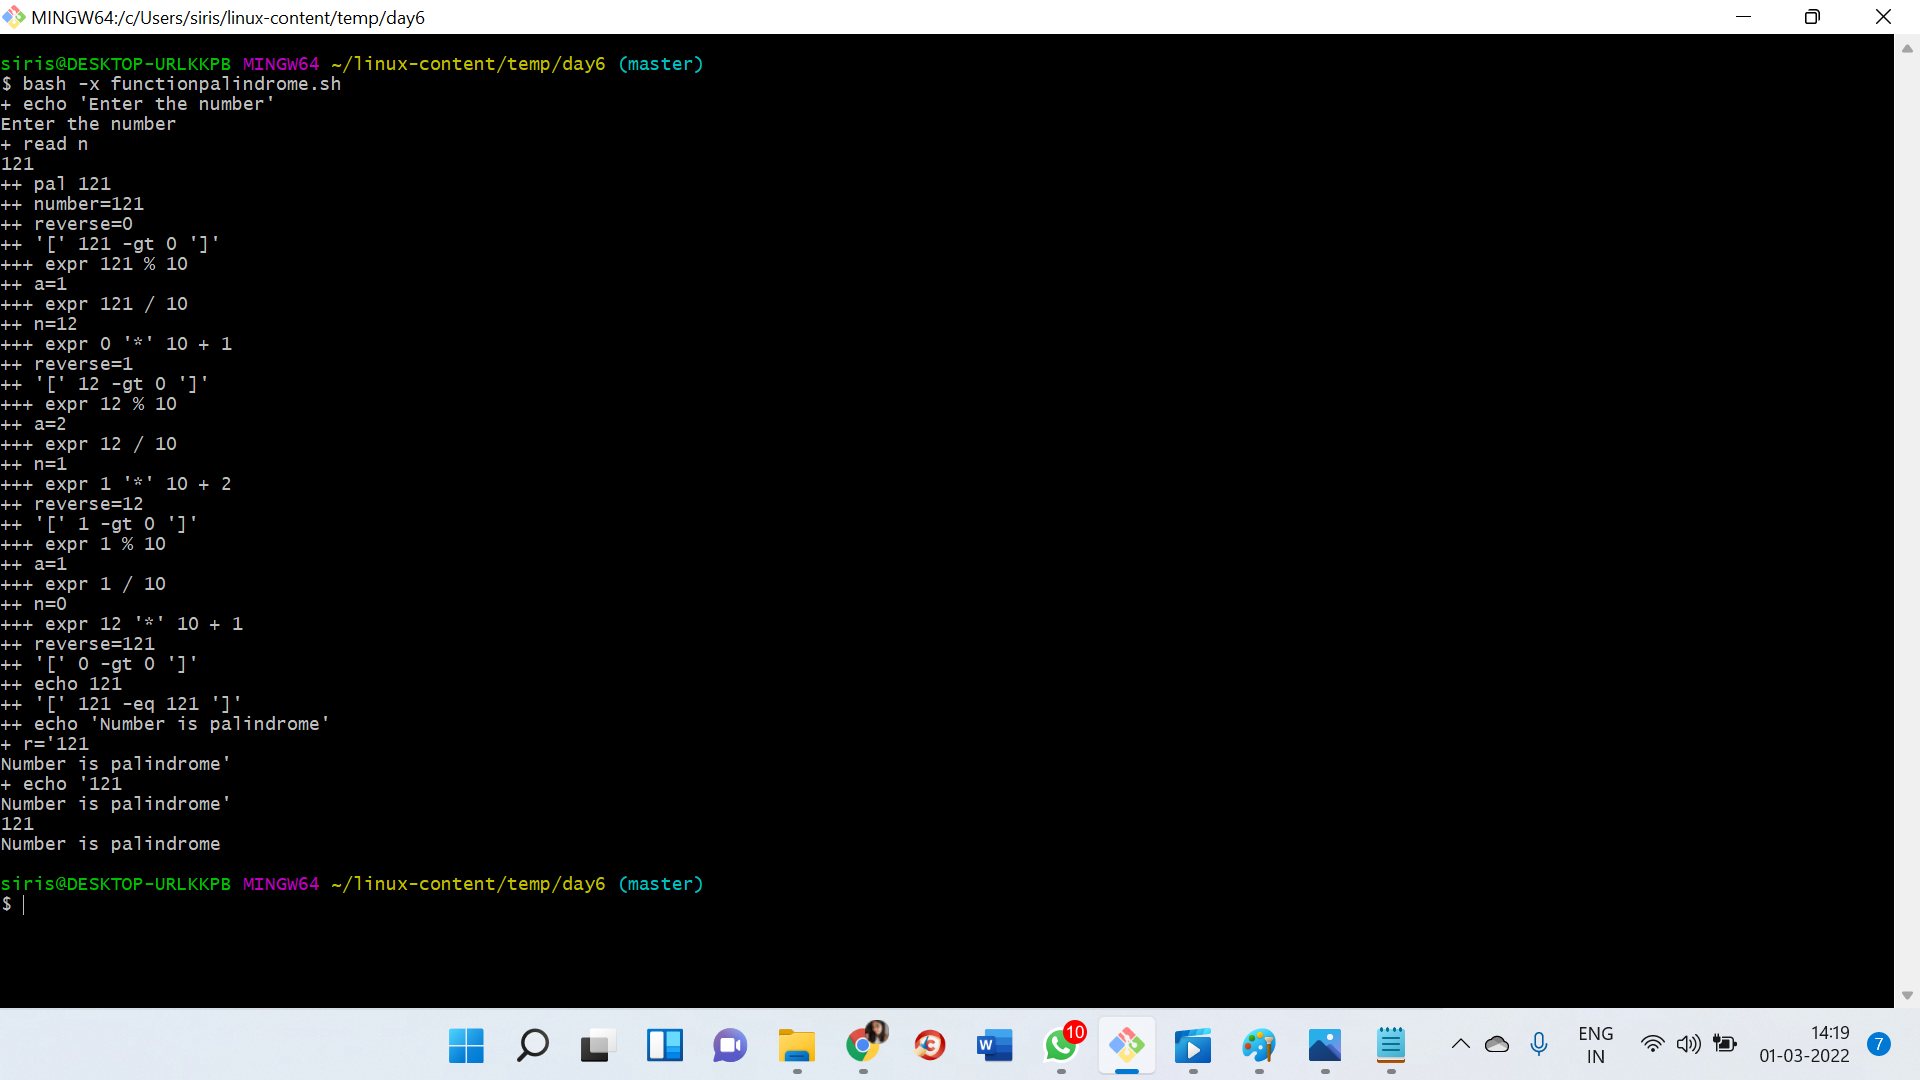 MINGW64:/c/Users/siris/linux-content/temp/day6
siris@DESKTOP-URLKKPB MINGW64 ~/linux-content/temp/day6 (master)
$ bash -x functionpalindrome.sh
+ echo 'Enter the number'
Enter the number
+ read n
121
++ pal 121
++ number=121
++ reverse=0
++ '[' 121 -gt 0 ']'
+++ expr 121 % 10
++ a=1
+++ expr 121 / 10
++ n=12
+++ expr 0 '*' 10 + 1
++ reverse=1
++ '[' 12 -gt 0 ']'
+++ expr 12 % 10
++ a=2
+++ expr 12 / 10
++ n=1
+++ expr 1 '*' 10 + 2
++ reverse=12
++ '[' 1 -gt 0 ']'
+++ expr 1 % 10
++ a=1
+++ expr 1 / 10
++ n=0
+++ expr 12 '*' 10 + 1
++ reverse=121
++ '[' 0 -gt 0 ']'
++ echo 121
++ '[' 121 -eq 121 ']'
++ echo 'Number is palindrome'
+ r='121
Number is palindrome'
+ echo '121
Number is palindrome'
121
Number is palindrome
siris@DESKTOP-URLKKPB MINGW64 ~/linux-content/temp/day6 (master)
$
W
10
ENG
IN
14:19
01-03-2022
7